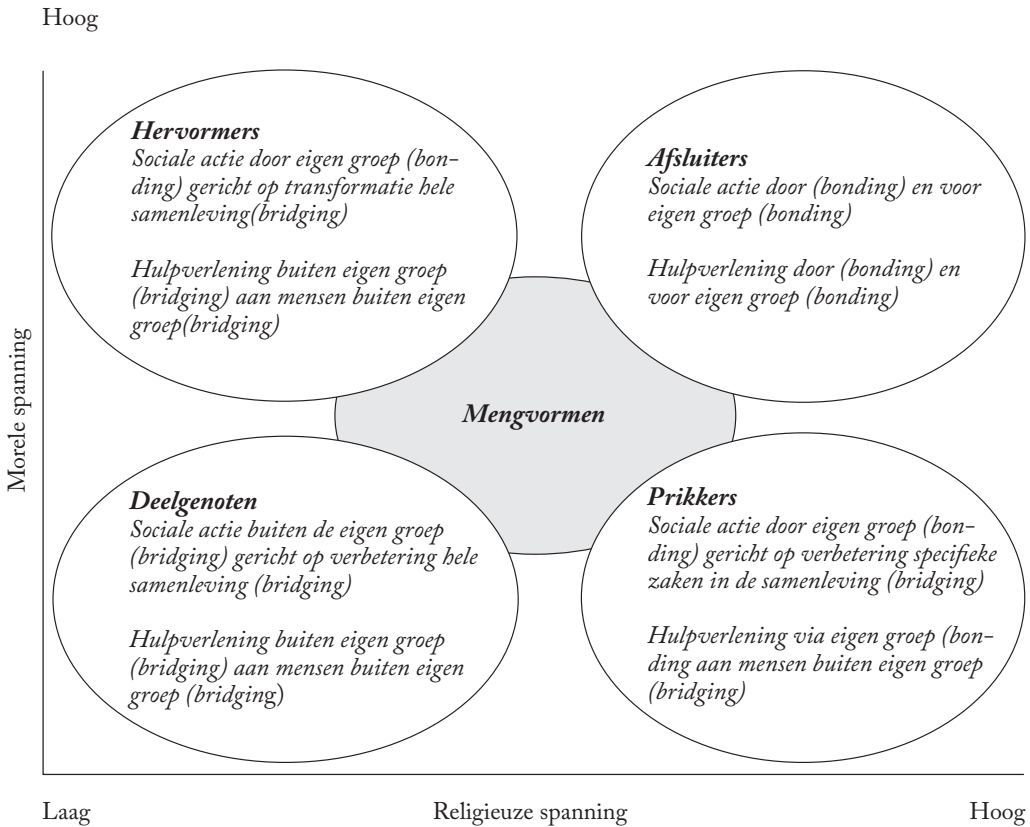 Hoog
Hervormers
Sociale actie door eigen groep (bon-
ding) gericht op transformatie hele
samenleving(bridging)
Hulpverlening buiten eigen groep
(bridging) aan mensen buiten eigen
groep(bridging)
Afsluiters
Sociale actie door (bonding) en voor
eigen groep (bonding)
Hulpverlening door (bonding) en
voor eigen groep (bonding)
Morele spanning
Mengvormen
Deelgenoten
Sociale actie buiten de eigen groep
(bridging) gericht op verbetering hele
samenleving (bridging)
Hulpverlening buiten eigen groep
(bridging) aan mensen buiten eigen
groep (bridging)
Prikkers
Sociale actie door eigen groep (bon-
ding) gericht op verbetering specifieke
zaken in de samenleving (bridging)
Hulpverlening via eigen groep (bon-
ding aan mensen buiten eigen groep
(bridging)
Laag
Religieuze spanning
Hoog